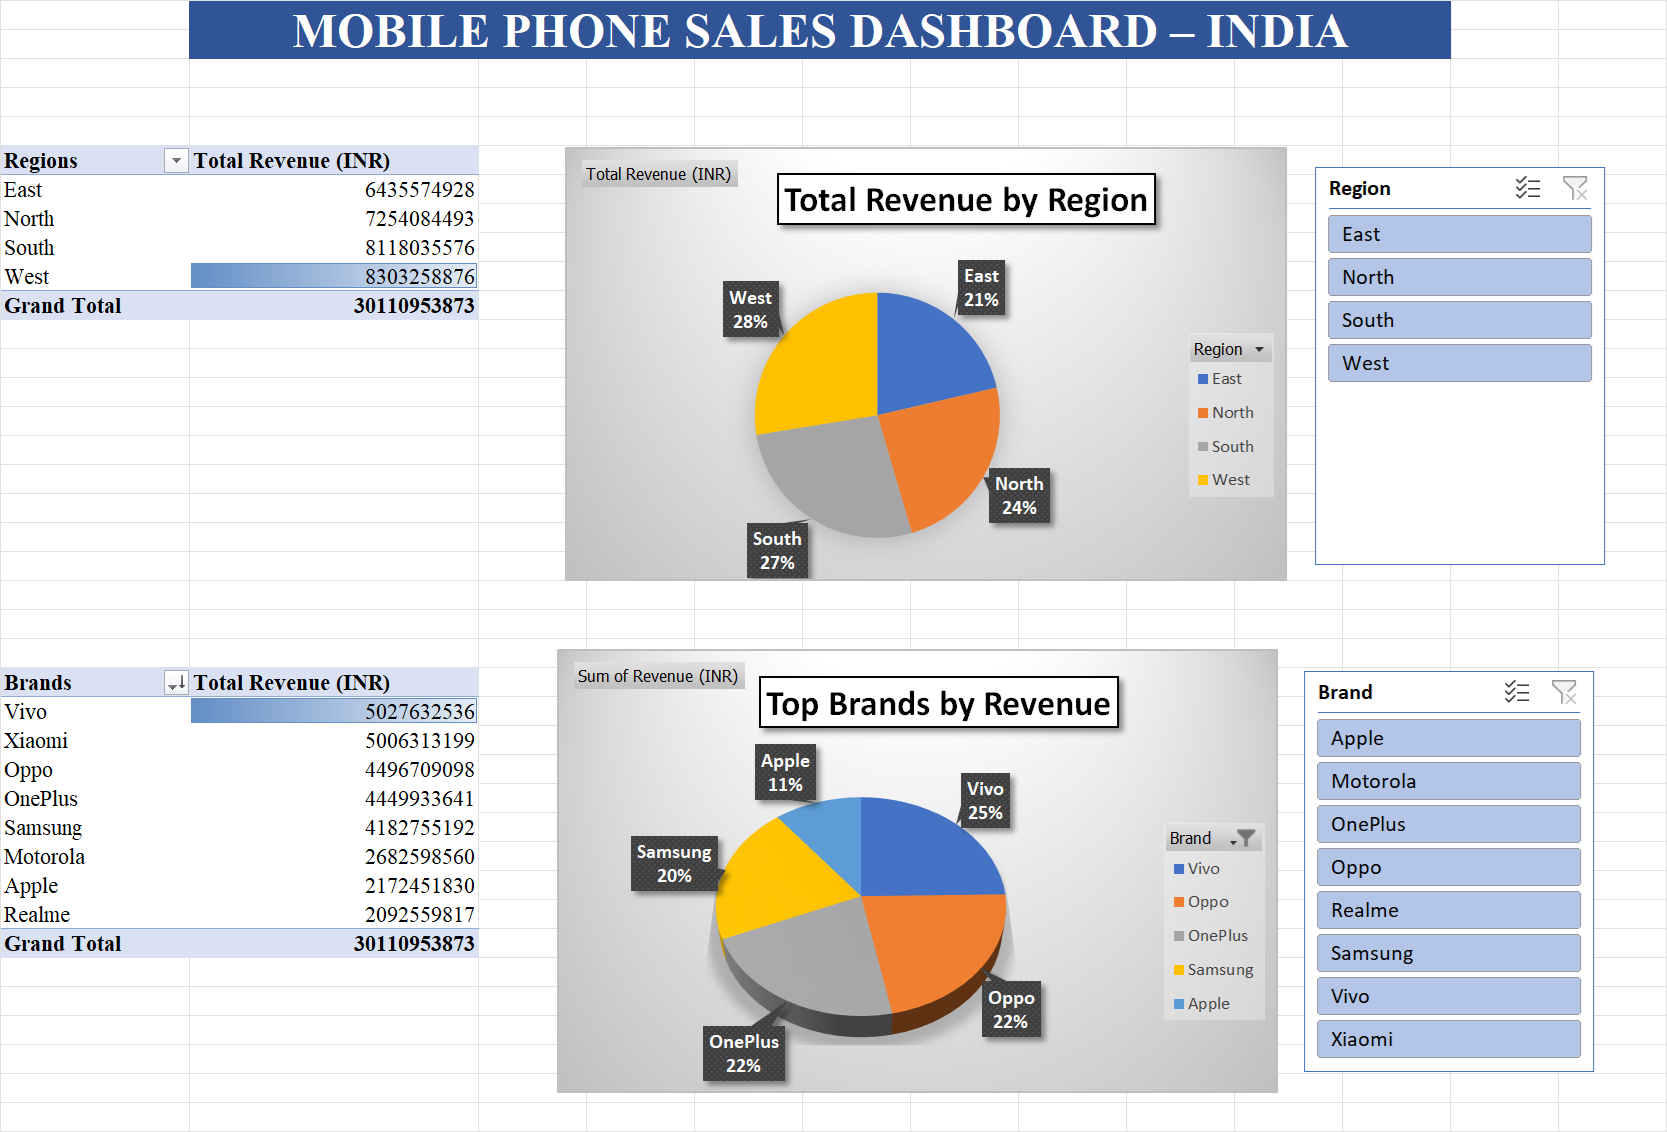 MOBILE PHONE SALES DASHBOARD – INDIA
Regions Total Revenue (INR)
East 6435574928
North 7254084493
South 8118035576
West 8303258876
Grand Total 30110953873
Total Revenue (INR)
Total Revenue by Region
East
21%
West
28%
North
24%
South
27%
Region
East
North
South
West
Region
East
North
South
West
Brands Total Revenue (INR)
Vivo 5027632536
Xiaomi 5006313199
Oppo 4496709098
OnePlus 4449933641
Samsung 4182755192
Motorola 2682598560
Apple 2172451830
Realme 2092559817
Grand Total 30110953873
Sum of Revenue (INR)
Top Brands by Revenue
Apple
11%
Vivo
25%
Samsung
20%
Oppo
22%
OnePlus
22%
Brand
Vivo
Oppo
OnePlus
Samsung
Apple
Brand
Apple
Motorola
OnePlus
Oppo
Realme
Samsung
Vivo
Xiaomi